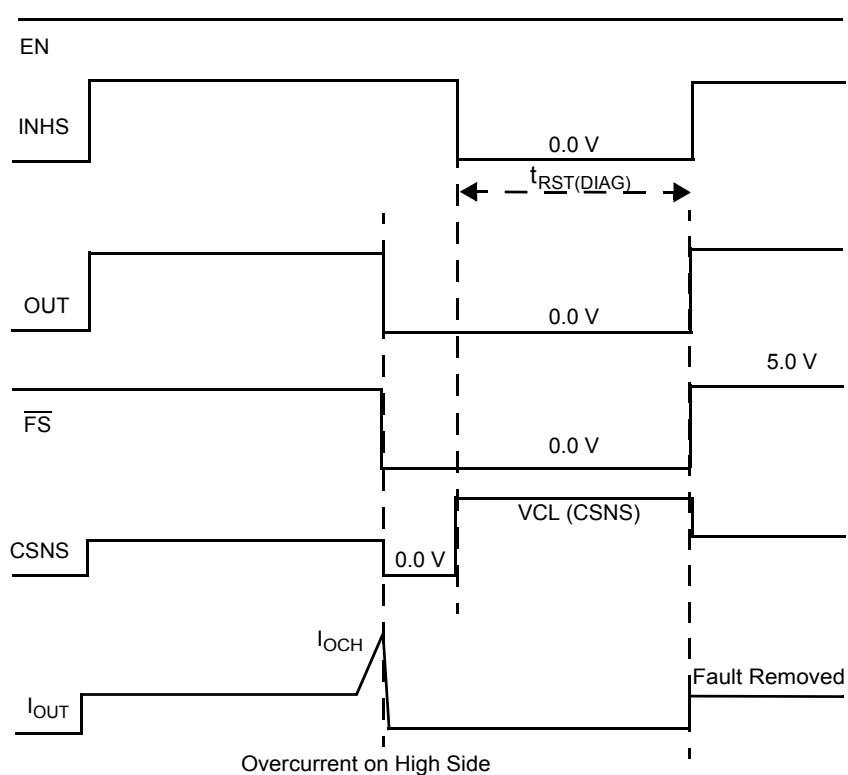 EN
INHS
0.0 V
tRST(DIAG)
OUT
0.0 V
5.0 V
FS
0.0 V
VCL (CSNS)
CSNS
0.0 V
IOCH
Fault Removed
IOUT
Overcurrent on High Side